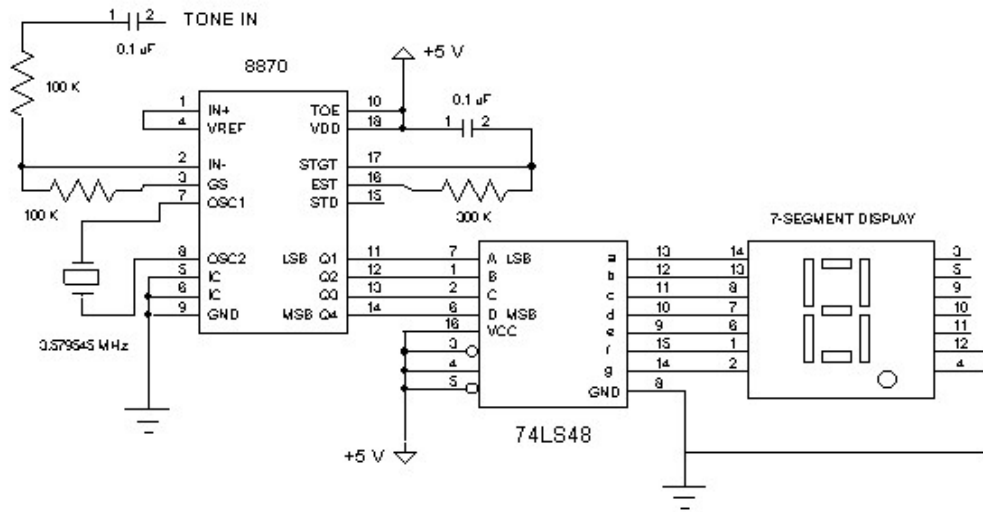 1 2 TONE IN
0.1 uF
+5 V
8870
100 K
0.1 uF
1 IN+ TOE 10
1 2
4 VREF VDD 18
2 IN- STGT 17
3 GS EST 16
7 OSC1 STD 15
100 K
300 K
7-SEGMENT DISPLAY
8 OSC2 LSB Q1 11 7 A LSB a 13 14 3
5 IC Q2 12 1 B b 12 13 5
6 IC Q3 13 2 C c 11 8 9
9 GND MSB Q4 14 6 D MSB d 10 7 10
16 VCC e 9 6 11
3.579545 MHz
3 f 15 1 12
4 g 14 2 4
5 GND 8
74LS48
+5 V